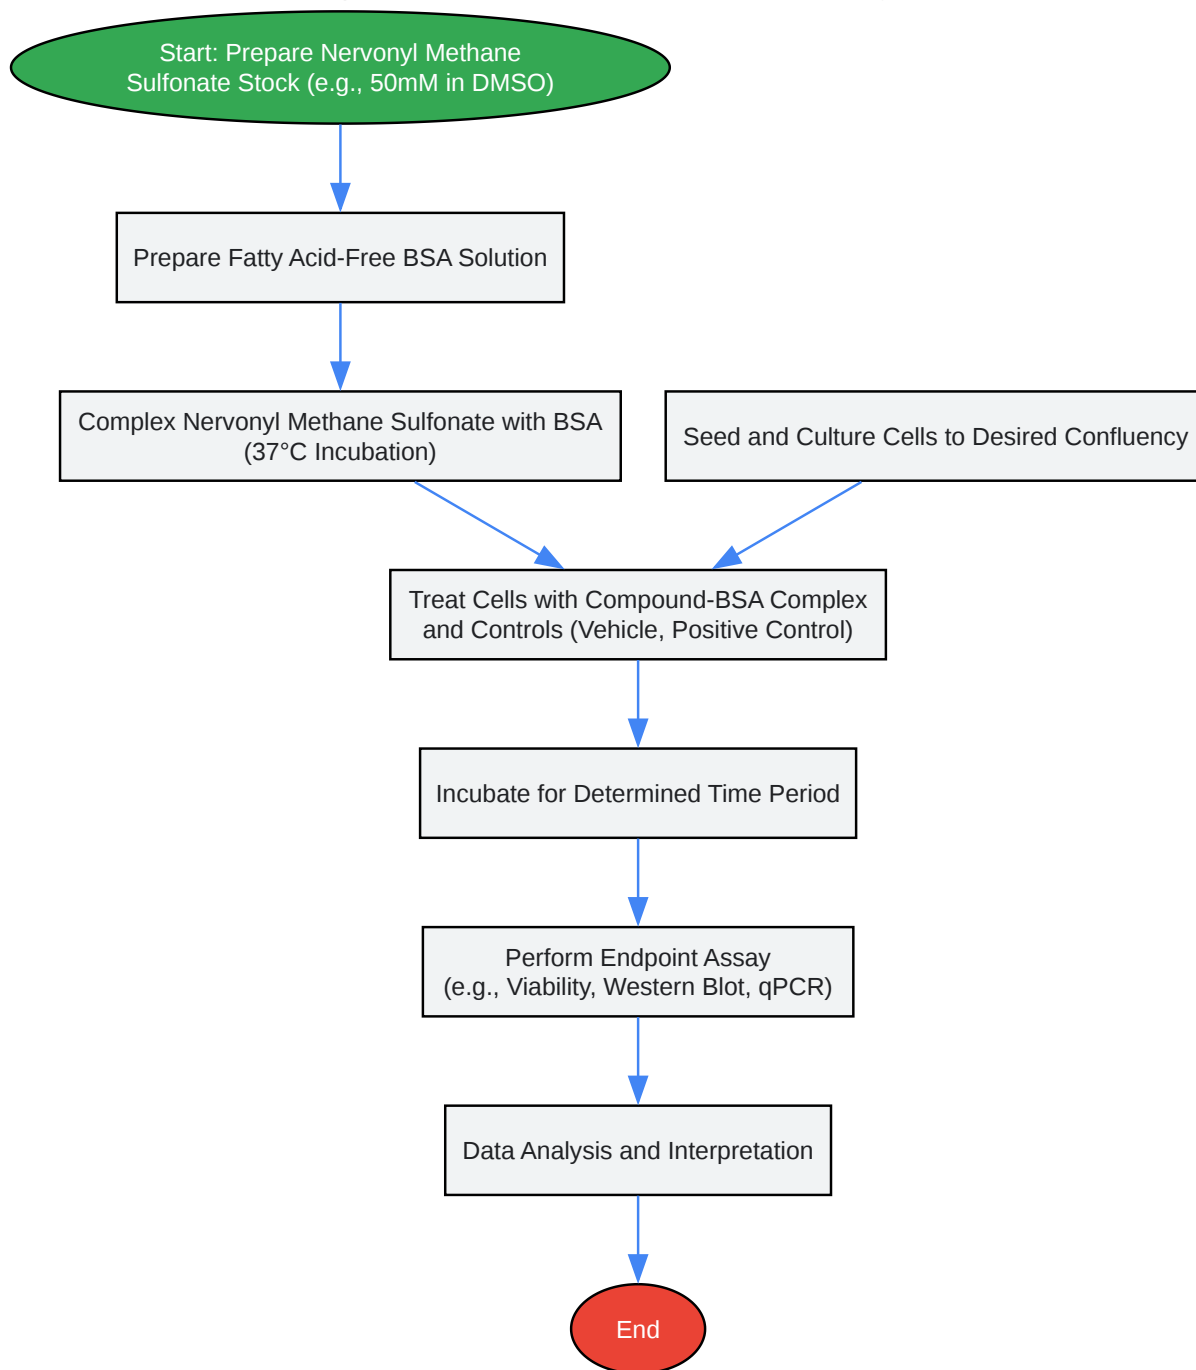 Start: Prepare Nervonyl Methane
Sulfonate Stock (e.g., 50mM in DMSO)
Prepare Fatty Acid-Free BSA Solution
Complex Nervonyl Methane Sulfonate with BSA
(37°C Incubation)
Seed and Culture Cells to Desired Confluency
Treat Cells with Compound-BSA Complex
and Controls (Vehicle, Positive Control)
Incubate for Determined Time Period
Perform Endpoint Assay
(e.g., Viability, Western Blot, qPCR)
Data Analysis and Interpretation
End